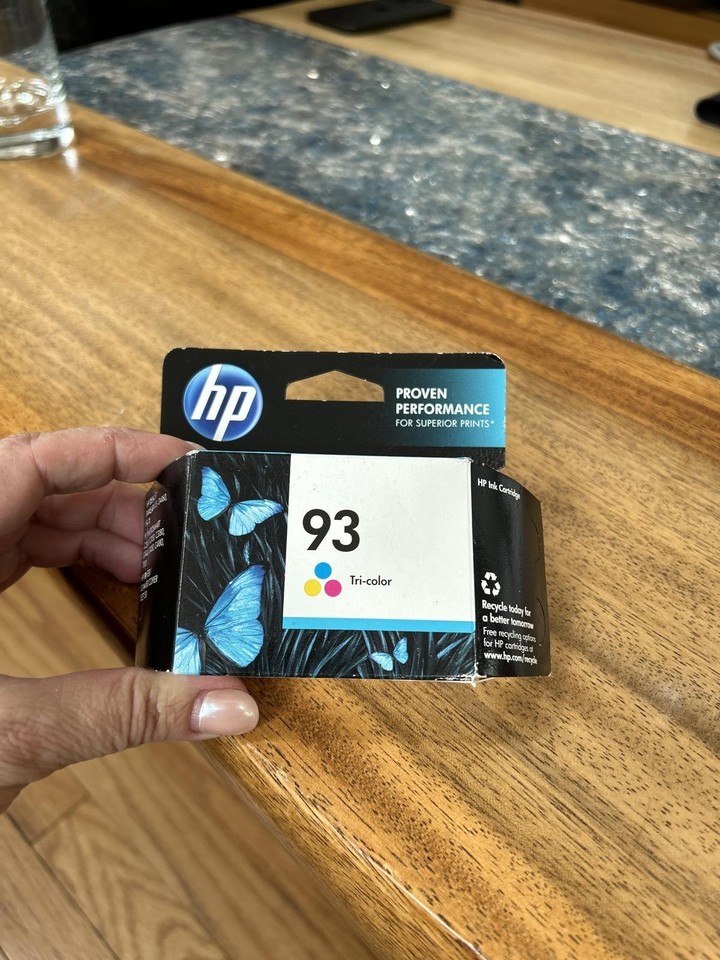 hp
PROVEN
PERFORMANCE
FOR SUPERIOR PRINTS*
93
Tri-color
HP Ink Cartridge
Recycle today for
a better tomorrow
Free recycling options
for HP cartridges at
www.hp.com/recycle